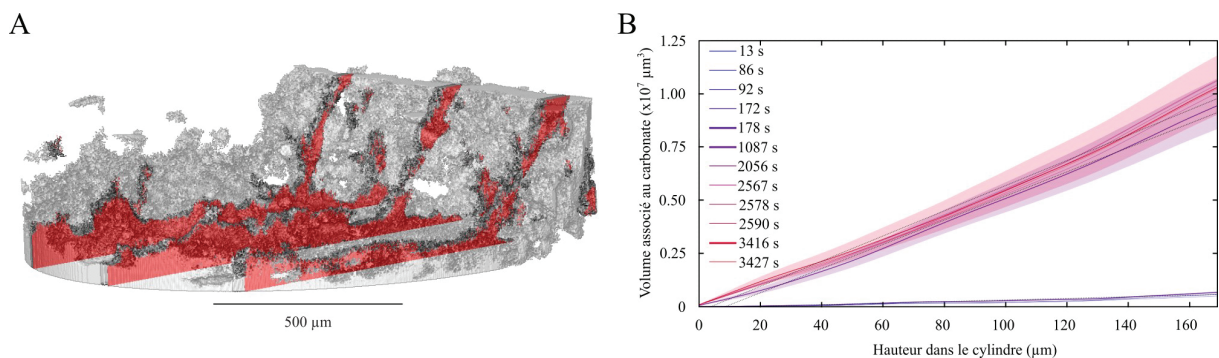 A
500 µm
B
Volume associé au carbonate (x10⁷ µm³)
1.25
1.00
0.75
0.50
0.25
0
13 s
86 s
92 s
172 s
178 s
1087 s
2056 s
2567 s
2578 s
2590 s
3416 s
3427 s
0 20 40 60 80 100 120 140 160
Hauteur dans le cylindre (µm)